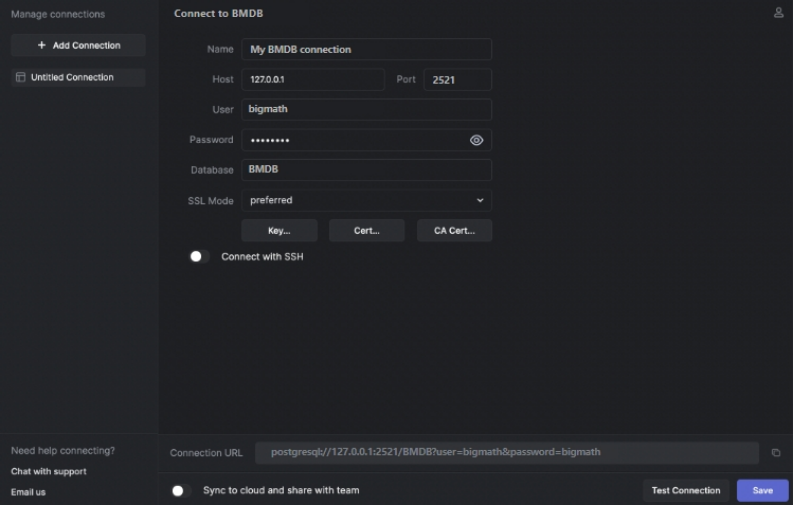 Manage connections
Add Connection
Untitled Connection
Connect to BMDB
Name My BMDB connection
Host 127.0.0.1 Port 2521
User bigmath
Password ••••••••
Database BMDB
SSL Mode preferred
Key... Cert... CA Cert...
Connect with SSH
Need help connecting?
Chat with support
Email us
Connection URL postgresql//127.0.0.1:2521/BMDB?user=bigmath&password=bigmath
Sync to cloud and share with team
Test Connection Save